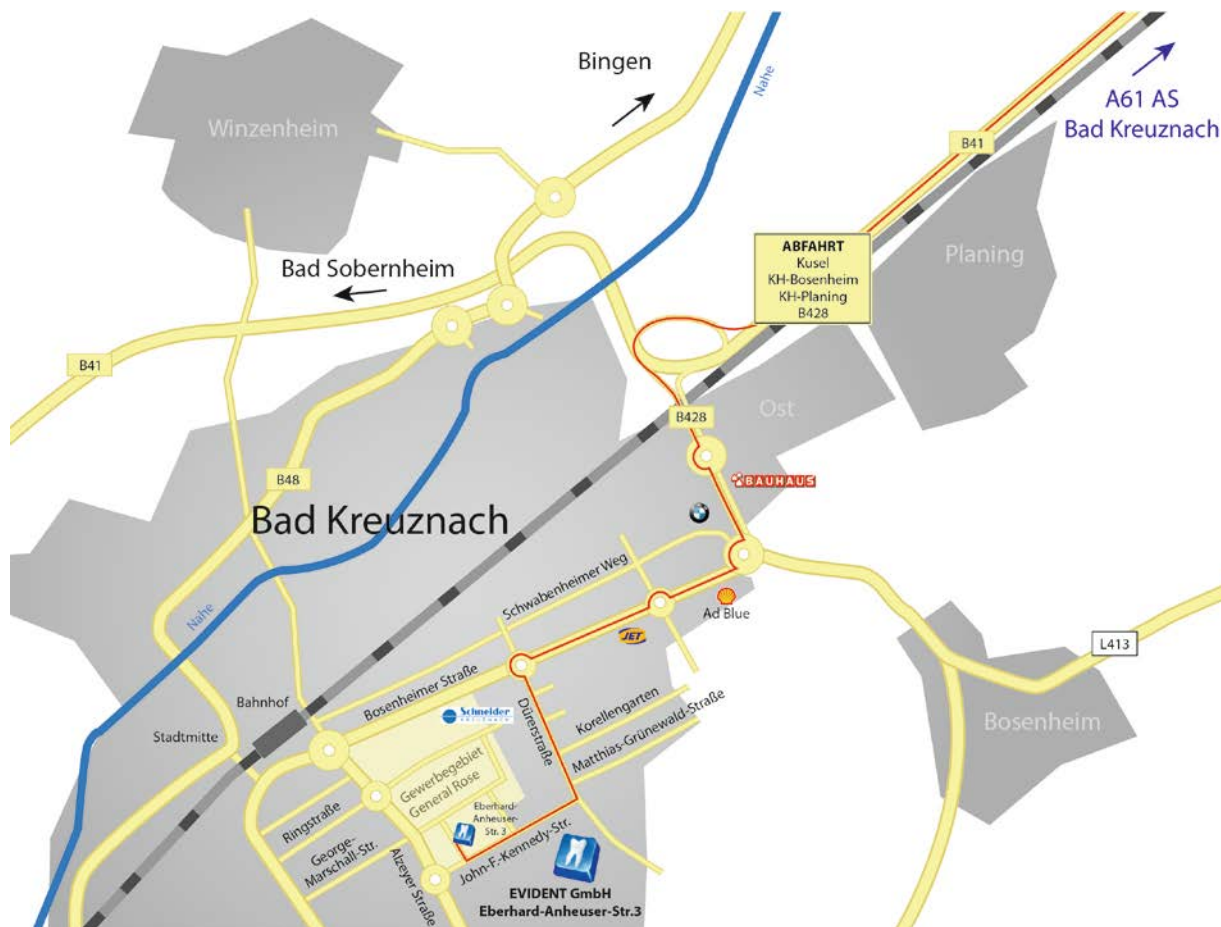 Bingen
Nahe
A61 AS
Bad Kreuznach
Winzenheim
B41
ABFAHRT
Kusel
KH-Bosenheim
KH-Planing
B428
Planing
Bad Sobernheim
B41
Ost
B428
B48
BAUHAUS
Bad Kreuznach
Schwabenheimer Weg
Ad Blue
Nahe
JET
L413
Bosenheimer Straße
Bahnhof
Schneider
KREUZNACH
Dürerstraße
Korellengarten
Stadtmitte
Matthias-Grünewald-Straße
Bosenheim
Gewerbegebiet
General Rose
Ringstraße
Eberhard-
Anheuser-
Str. 3
George-
Marschall-Str.
John-F.-Kennedy-Str.
Alzeyer Straße
EVIDENT GmbH
Eberhard-Anheuser-Str.3